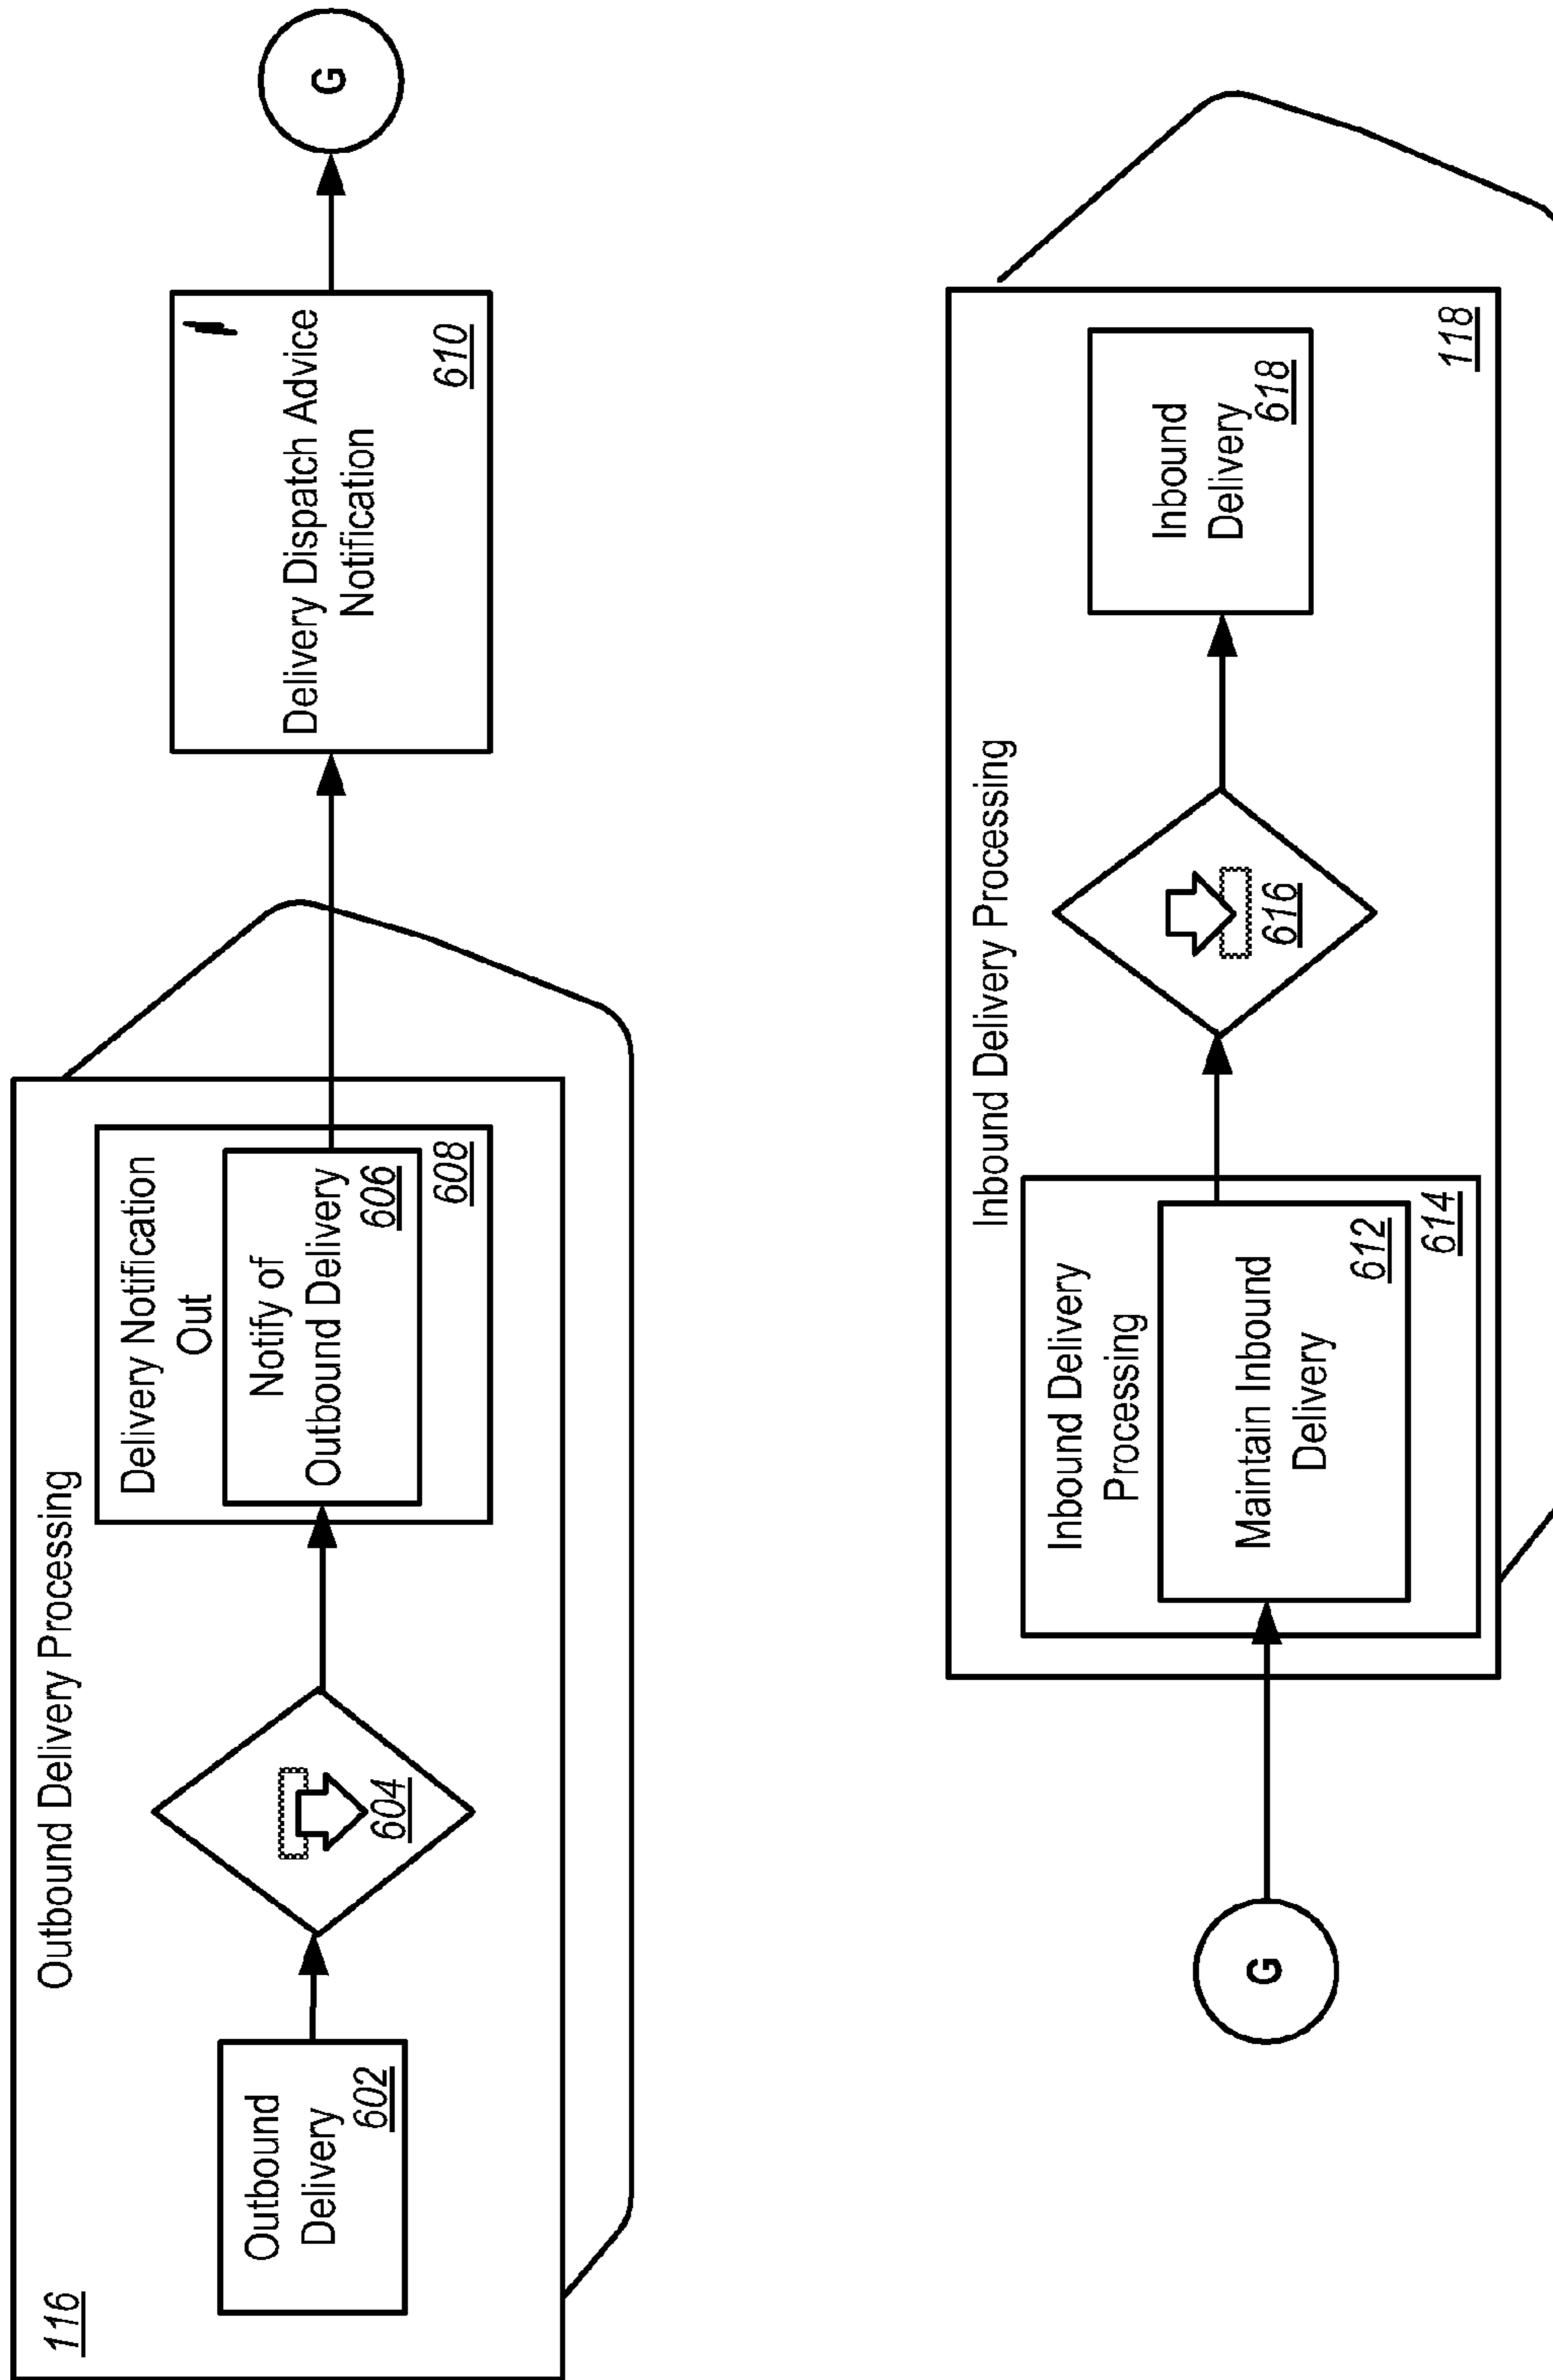 116
Outbound Delivery Processing
Outbound
Delivery
602
604
Delivery Notification
Out
Notify of
Outbound Delivery
606
608
Delivery Dispatch Advice
Notification
610
G
G
Inbound Delivery Processing
Inbound Delivery
Processing
Maintain Inbound
Delivery
612
614
616
Inbound
Delivery
618
118